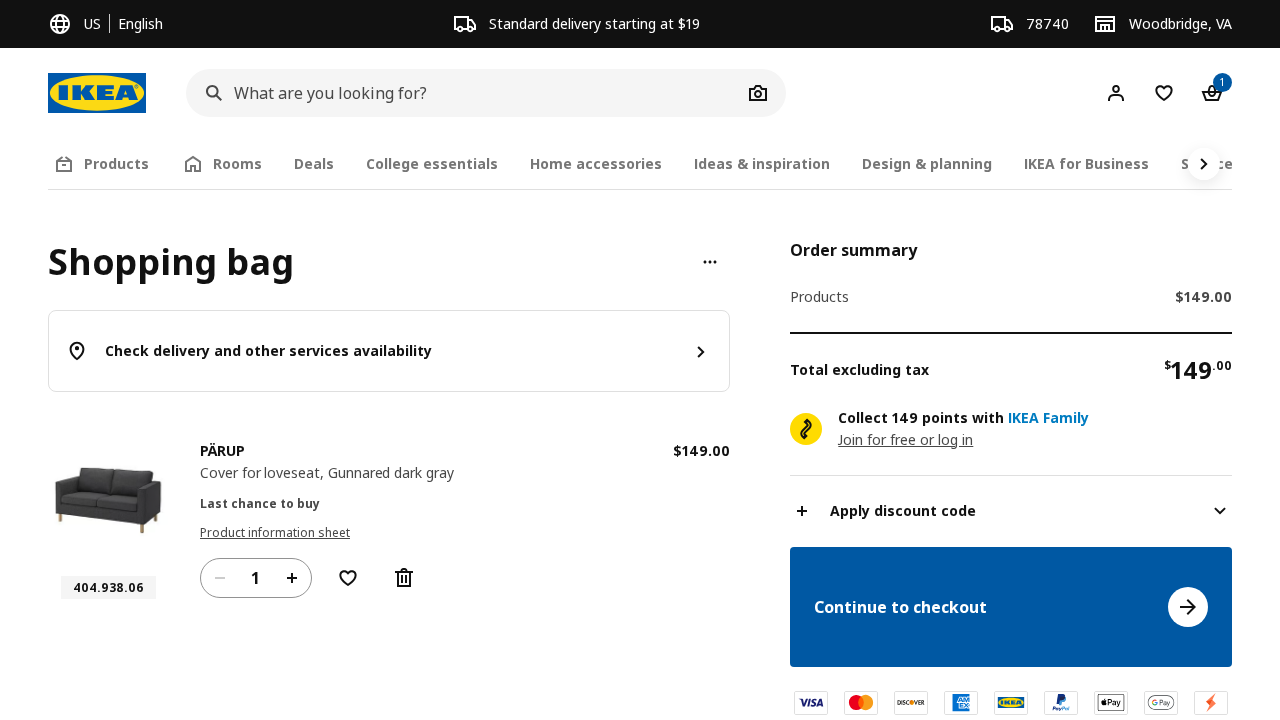 US | English
Standard delivery starting at $19
78740
Woodbridge, VA
IKEA
What are you looking for?
1
Products
Rooms
Deals
College essentials
Home accessories
Ideas & inspiration
Design & planning
IKEA for Business
Shopping bag
Check delivery and other services availability
PÄRUP
$149.00
Cover for loveseat, Gunnared dark gray
Last chance to buy
Product information sheet
1
404.938.06
Order summary
Products
$149.00
Total excluding tax
$149.00
Collect 149 points with IKEA Family
Join for free or log in
Apply discount code
Continue to checkout
VISA
DISCOVER
AMEX
IKEA
PayPal
Apple Pay
G Pay